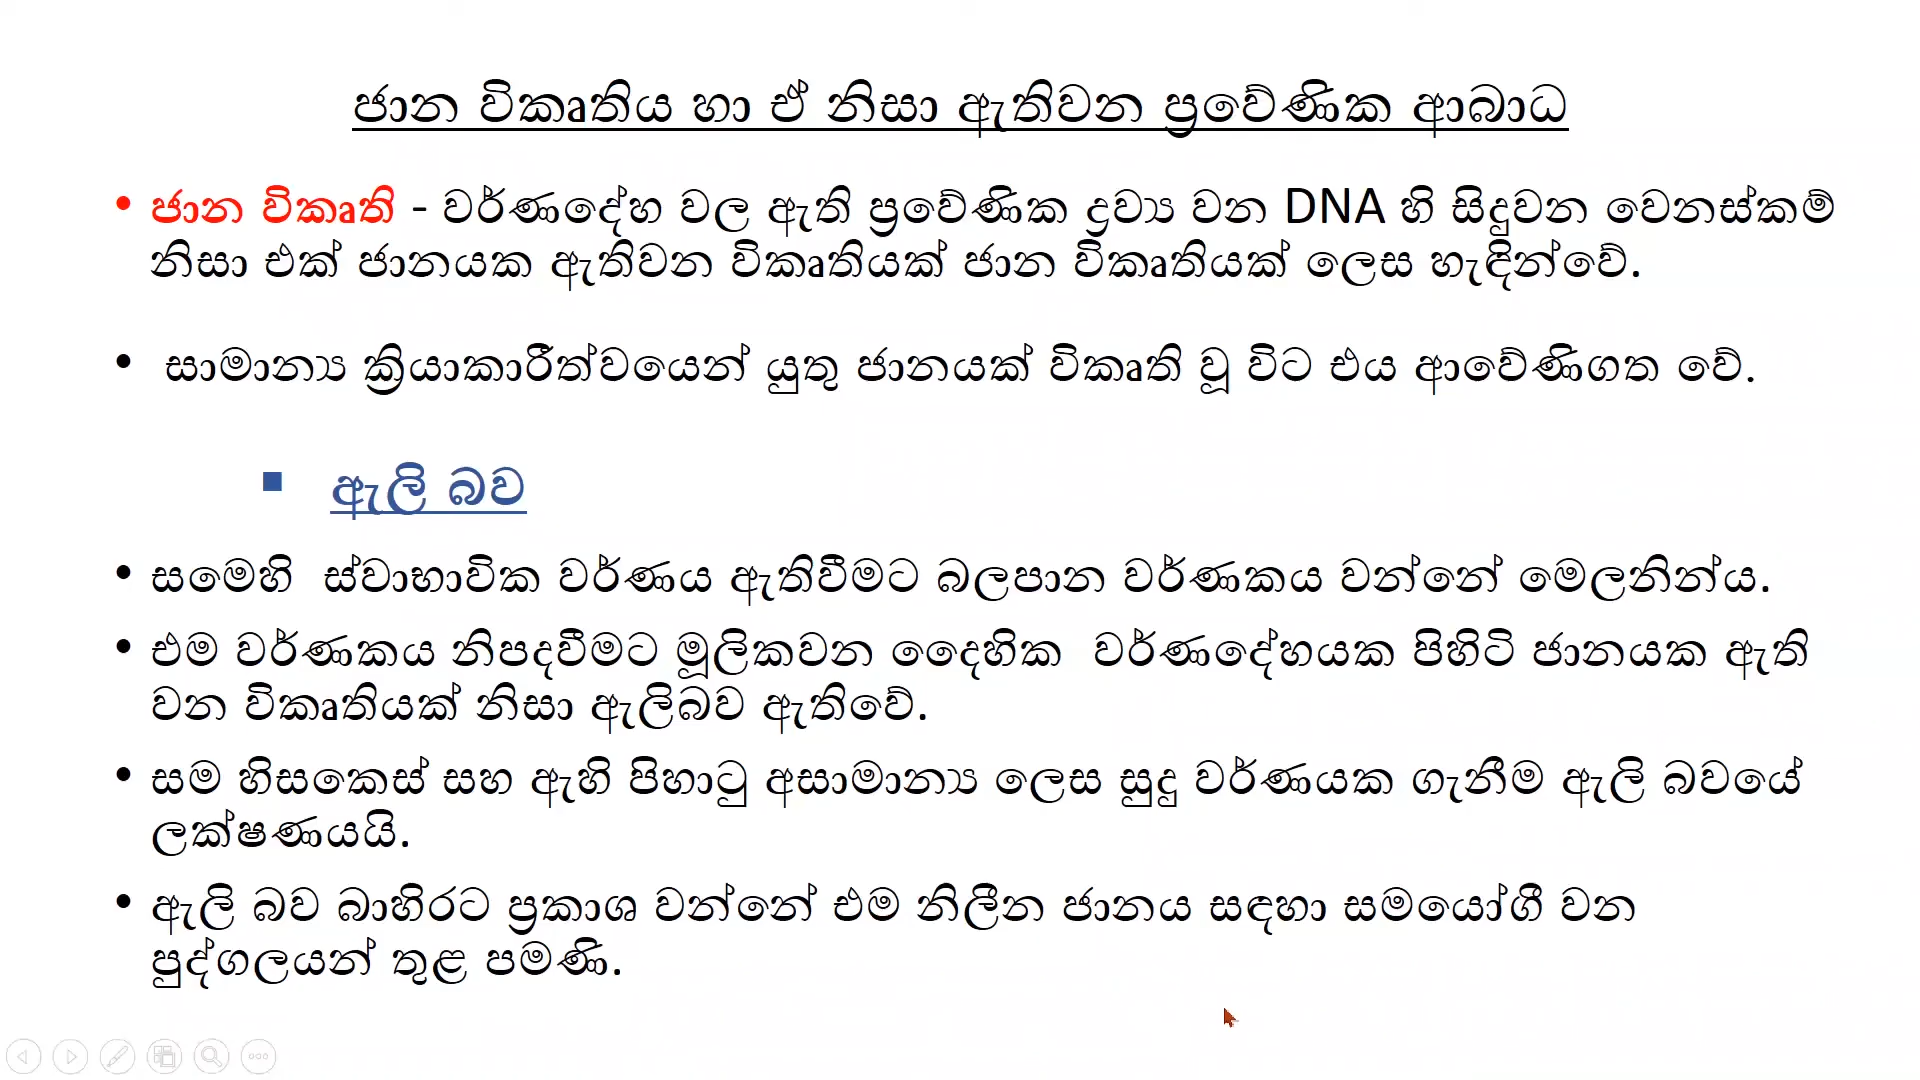 ජාන විකෘතිය හා ඒ නිසා ඇතිවන ප්‍රවේණික ආබාධ
• ජාන විකෘති - වර්ණදේහ වල ඇති ප්‍රවේණික ද්‍රව්‍ය වන DNA හි සිදුවන වෙනස්කම්
නිසා එක් ජානයක ඇතිවන විකෘතියක් ජාන විකෘතියක් ලෙස හැඳින්වේ.
• සාමාන්‍ය ක්‍රියාකාරීත්වයෙන් යුතු ජානයක් විකෘති වූ විට එය ආවේණිගත වේ.
▪ ඇලි බව
• සමෙහි ස්වාභාවික වර්ණය ඇතිවීමට බලපාන වර්ණකය වන්නේ මෙලනින්ය.
• එම වර්ණකය නිපදවීමට මූලිකවන දෛහික වර්ණදේහයක පිහිටි ජානයක ඇති
වන විකෘතියක් නිසා ඇලිබව ඇතිවේ.
• සම හිසකෙස් සහ ඇහි පිහාටු අසාමාන්‍ය ලෙස සුදු වර්ණයක ගැනීම ඇලි බවයේ
ලක්ෂණයයි.
• ඇලි බව බාහිරට ප්‍රකාශ වන්නේ එම නිලීන ජානය සඳහා සමයෝගී වන
පුද්ගලයන් තුළ පමණි.